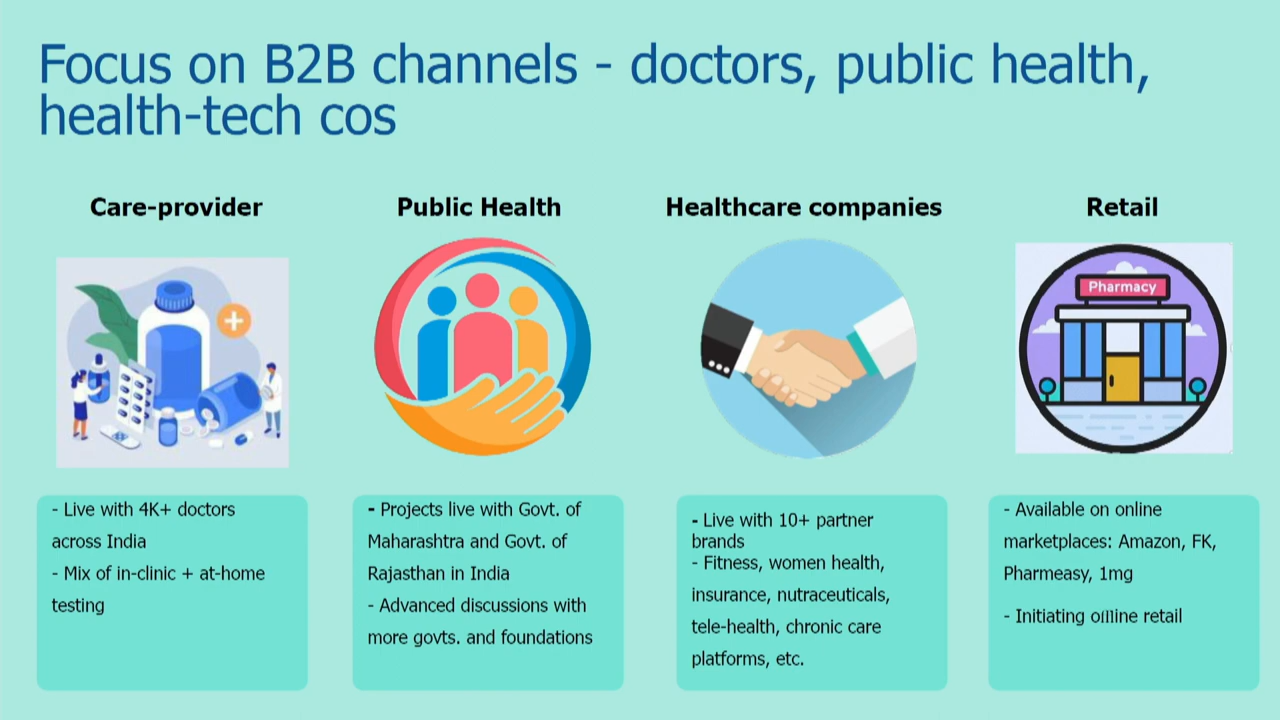 Focus on B2B channels - doctors, public health,
health-tech cos
Care-provider
Public Health
Healthcare companies
Retail
Pharmacy
- Live with 4K+ doctors
across India
- Mix of in-clinic + at-home
testing
- Projects live with Govt. of
Maharashtra and Govt. of
Rajasthan in India
- Advanced discussions with
more govts. and foundations
- Live with 10+ partner
brands
- Fitness, women health,
insurance, nutraceuticals,
tele-health, chronic care
platforms, etc.
- Available on online
marketplaces: Amazon, FK,
Pharmeasy, 1mg
- Initiating offline retail